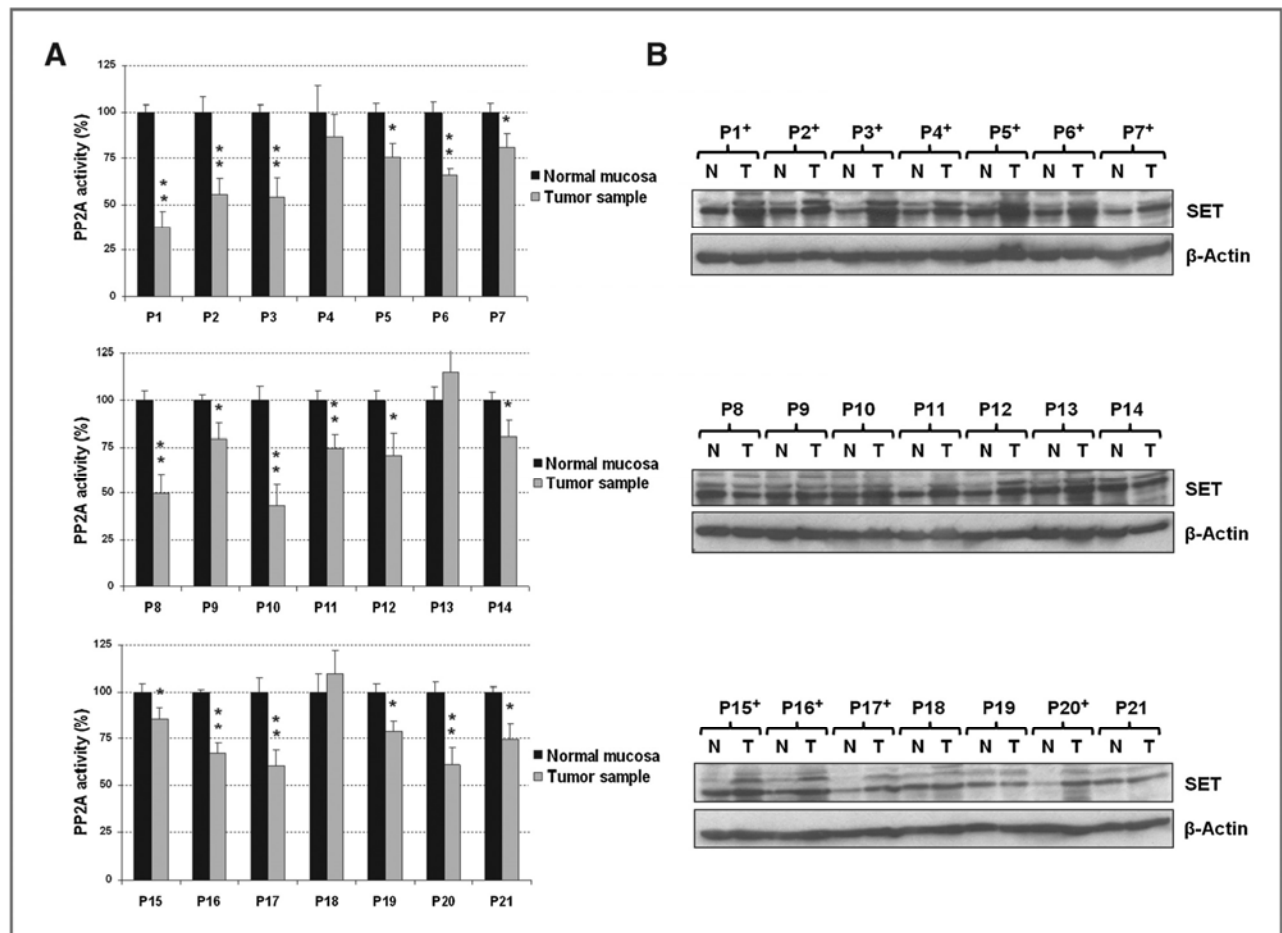 A
PP2A activity (%)
125
100
75
50
25
0
* *
* *
* *
*
* *
*
P1 P2 P3 P4 P5 P6 P7
Normal mucosa
Tumor sample
PP2A activity (%)
125
100
75
50
25
0
* *
*
* *
* *
*
*
P8 P9 P10 P11 P12 P13 P14
Normal mucosa
Tumor sample
PP2A activity (%)
125
100
75
50
25
0
*
* *
* *
*
* *
*
P15 P16 P17 P18 P19 P20 P21
Normal mucosa
Tumor sample
B
P1+ P2+ P3+ P4+ P5+ P6+ P7+
N T N T N T N T N T N T N T
SET
β-Actin
P8 P9 P10 P11 P12 P13 P14
N T N T N T N T N T N T N T
SET
β-Actin
P15+ P16+ P17+ P18 P19 P20+ P21
N T N T N T N T N T N T N T
SET
β-Actin